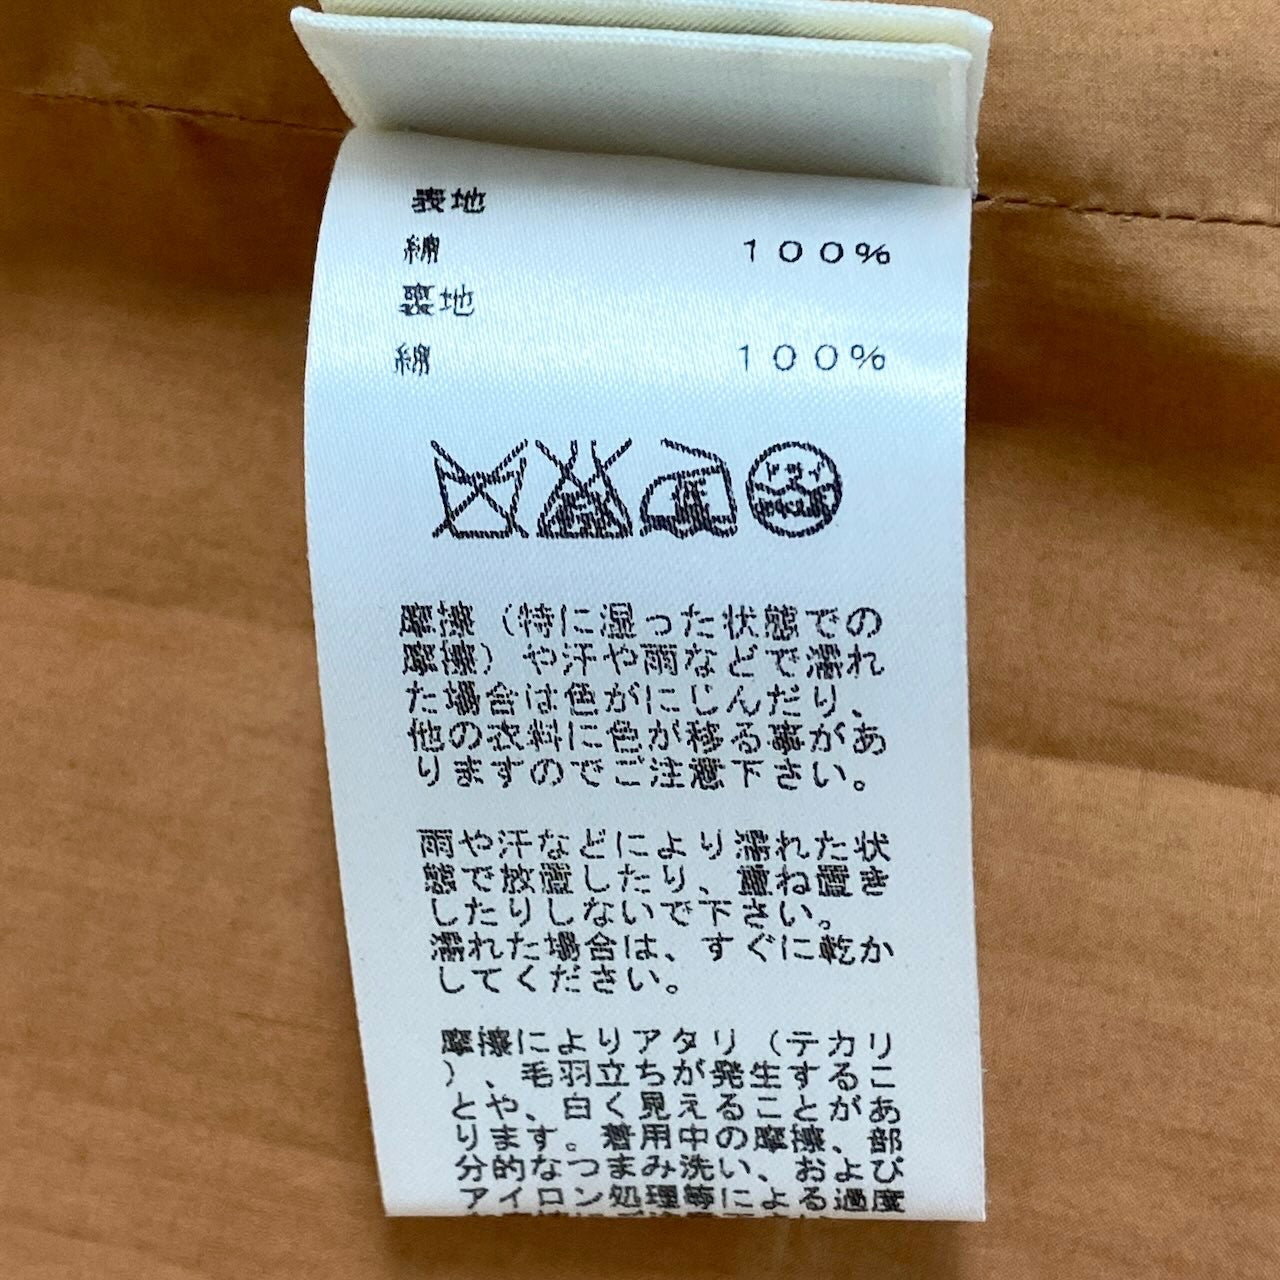 表地
綿 100%
裏地
綿 100%
摩擦（特に湿った状態での
摩擦）や汗や雨などで濡れ
た場合は色がにじんだり、
他の衣料に色が移る事があ
りますのでご注意下さい。
雨や汗などにより濡れた状
態で放置したり、重ね置き
したりしないで下さい。
濡れた場合は、すぐに乾か
してください。
摩擦によりアタリ（テカリ
）、毛羽立ちが発生するこ
とや、白く見えることがあ
ります。着用中の摩擦、部
分的なつまみ洗い、および
アイロン処理等による過度